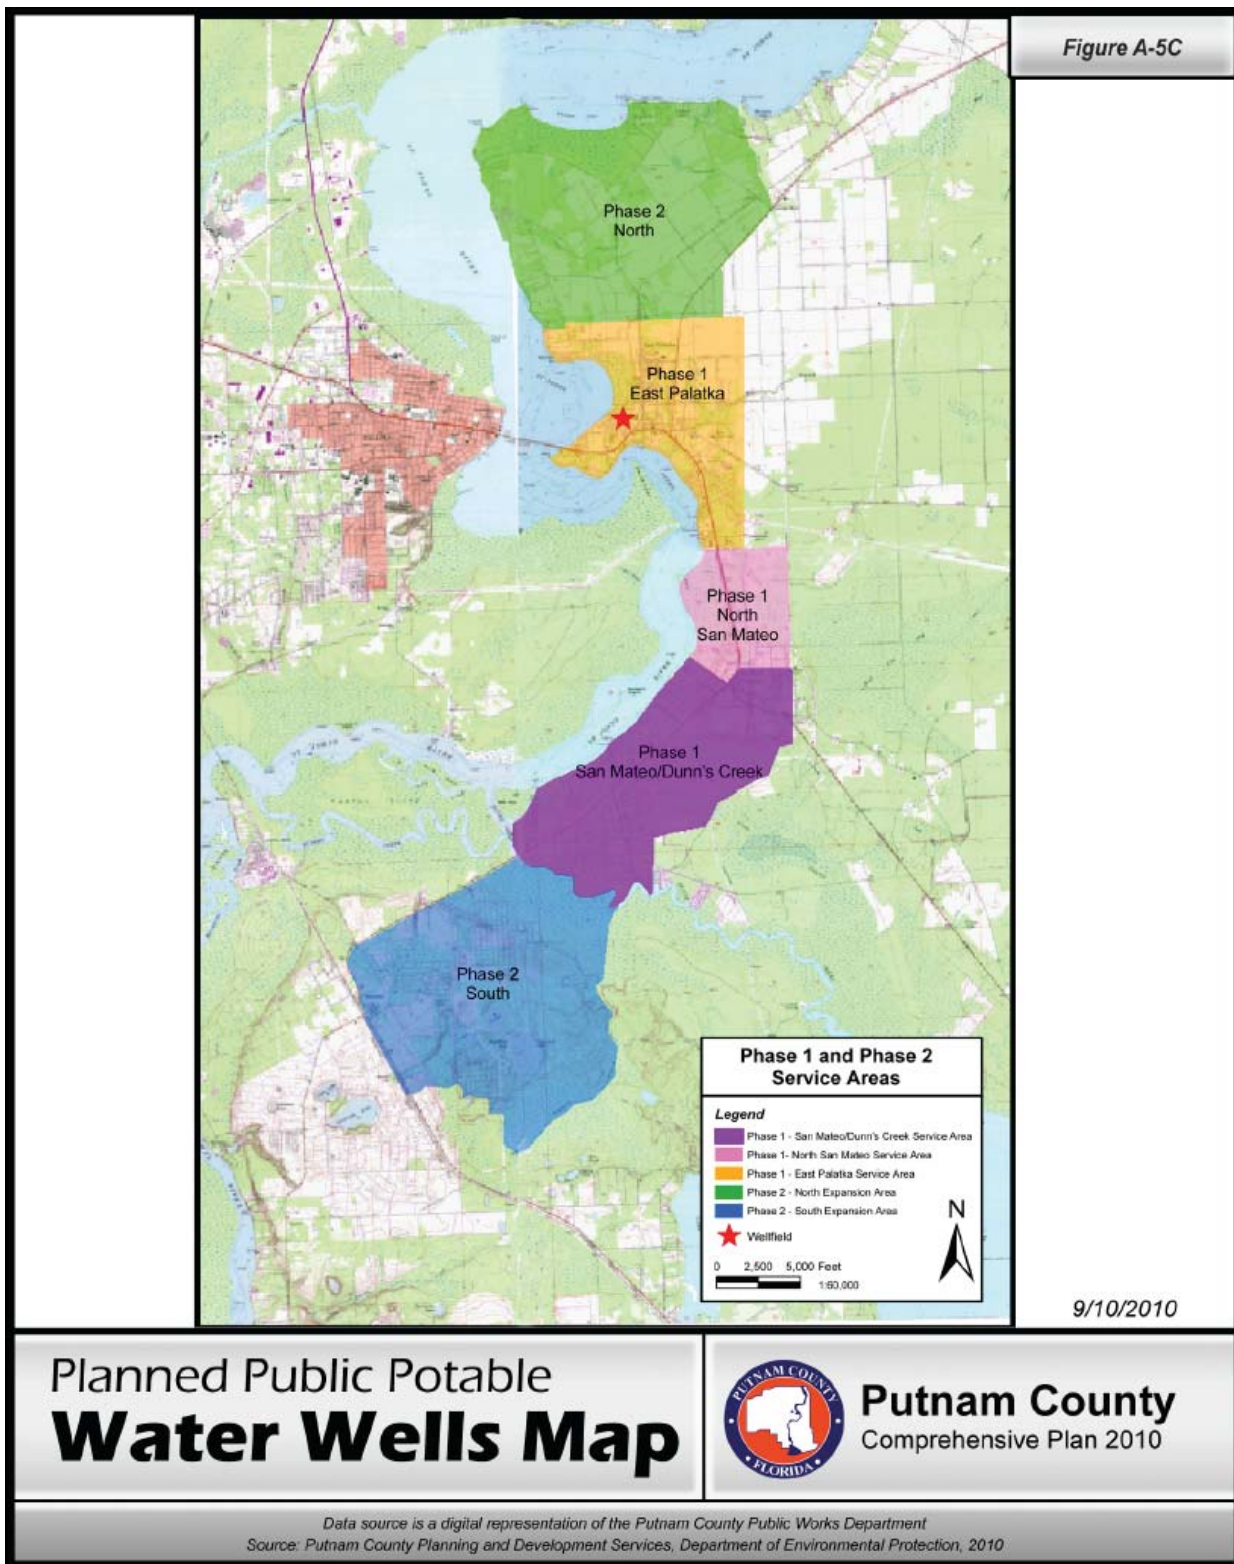 Figure A-5C
Phase 2
North
Phase 1
East Palatka
Phase 1
North
San Mateo
Phase 1
San Mateo/Dunn's Creek
Phase 2
South
Phase 1 and Phase 2
Service Areas
Legend
Phase 1 - San Mateo/Dunn's Creek Service Area
Phase 1- North San Mateo Service Area
Phase 1 - East Palatka Service Area
Phase 2 - North Expansion Area
Phase 2 - South Expansion Area
Wellfield
N
0 2,500 5,000 Feet
1:60,000
9/10/2010
Planned Public Potable
Water Wells Map
PUTNAM COUNTY
FLORIDA
Putnam County
Comprehensive Plan 2010
Data source is a digital representation of the Putnam County Public Works Department
Source: Putnam County Planning and Development Services, Department of Environmental Protection, 2010